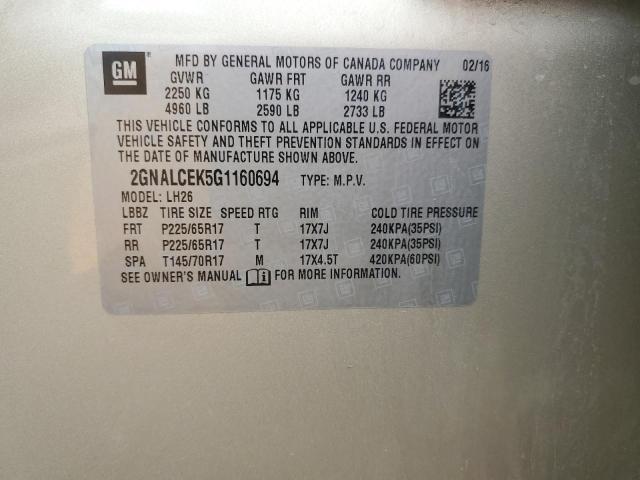 GM
MFD BY GENERAL MOTORS OF CANADA COMPANY 02/16
GVWR GAWR FRT GAWR RR
2250 KG 1175 KG 1240 KG
4960 LB 2590 LB 2733 LB
THIS VEHICLE CONFORMS TO ALL APPLICABLE U.S. FEDERAL MOTOR
VEHICLE SAFETY AND THEFT PREVENTION STANDARDS IN EFFECT ON
THE DATE OF MANUFACTURE SHOWN ABOVE.
2GNALCEK5G1160694 TYPE: M.P.V.
MODEL: LH26
LBBZ TIRE SIZE SPEED RTG RIM COLD TIRE PRESSURE
FRT P225/65R17 T 17X7J 240KPA(35PSI)
RR P225/65R17 T 17X7J 240KPA(35PSI)
SPA T145/70R17 M 17X4.5T 420KPA(60PSI)
SEE OWNER'S MANUAL FOR MORE INFORMATION.